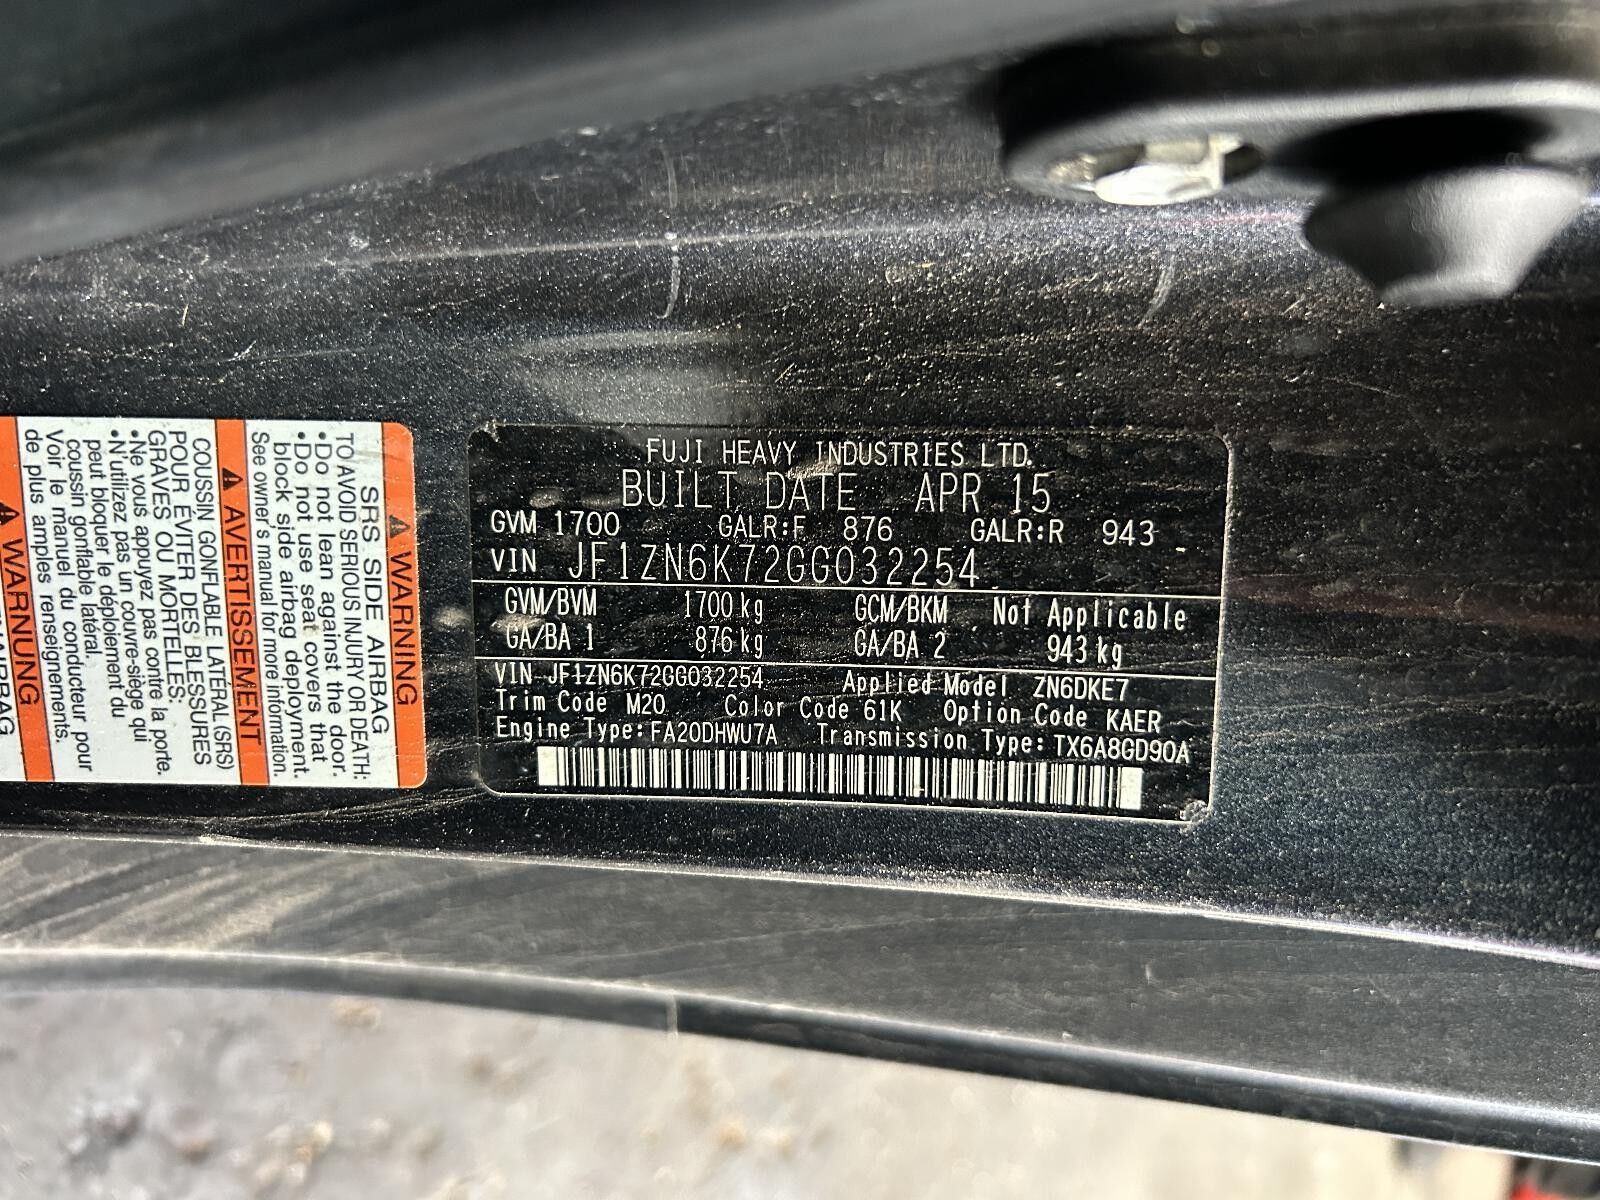 FUJI HEAVY INDUSTRIES LTD.
BUILT DATE APR 15
GVM 1700 GALR:F 876 GALR:R 943
VIN JF1ZN6K72GG032254
GVM/BVM 1700 kg GCM/BKM Not Applicable
GA/BA 1 876 kg GA/BA 2 943 kg
VIN JF1ZN6K72GG032254 Applied Model ZN6DKE7
Trim Code M20 Color Code 61K Option Code KAER
Engine Type:FA20DHWU7A Transmission Type:TX6A8GD90A
WARNING
SRS SIDE AIRBAG
TO AVOID SERIOUS INJURY OR DEATH:
•Do not lean against the door.
•Do not use seat covers that
block side airbag deployment.
See owner's manual for more information.
AVERTISSEMENT
COUSSIN GONFLABLE LATÉRAL (SRS)
POUR ÉVITER DES BLESSURES
GRAVES OU MORTELLES:
•Ne vous appuyez pas contre la porte.
•N'utilizez pas un couvre-siège qui
peut bloquer le déploiement du
coussin gonflable latéral.
Voir le manuel du conducteur pour
de plus amples renseignements.
WARNUNG